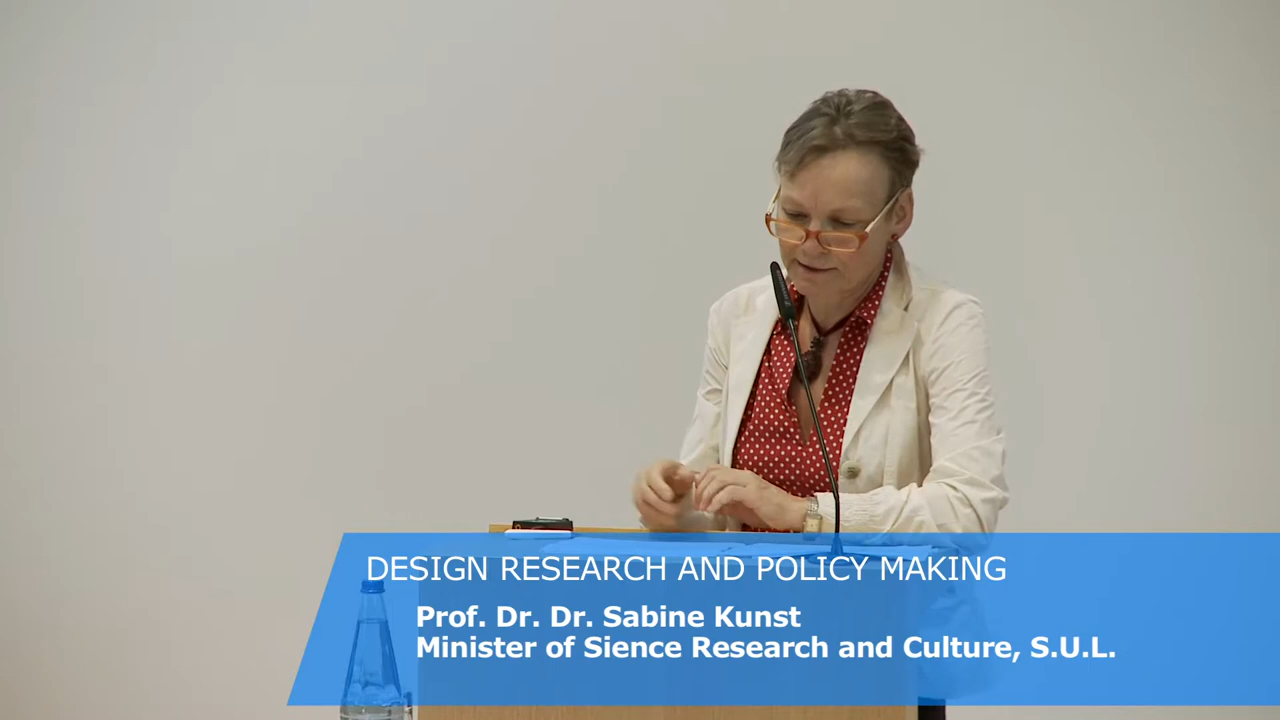 DESIGN RESEARCH AND POLICY MAKING
Prof. Dr. Dr. Sabine Kunst
Minister of Sience Research and Culture, S.U.L.